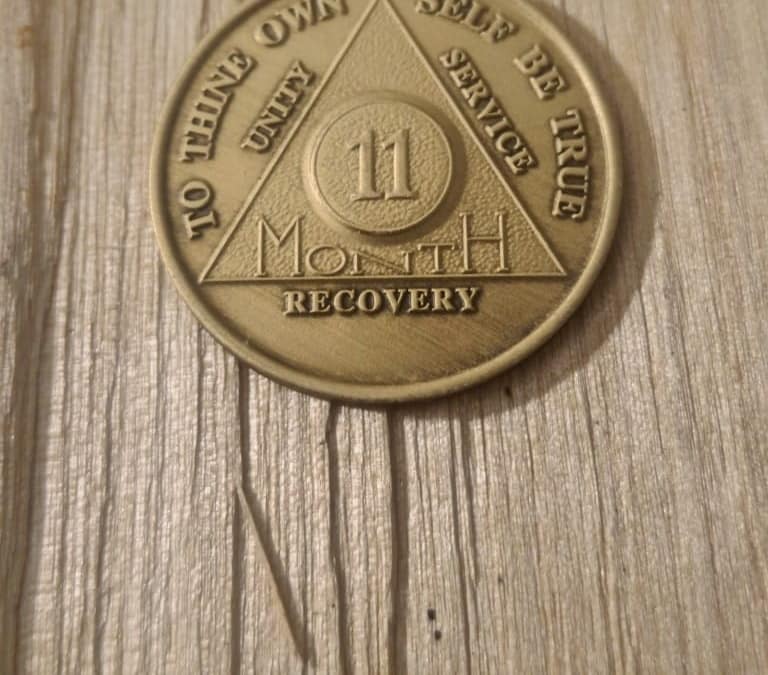 TO THINE OWN SELF BE TRUE
UNITY
SERVICE
11
MONTH
RECOVERY